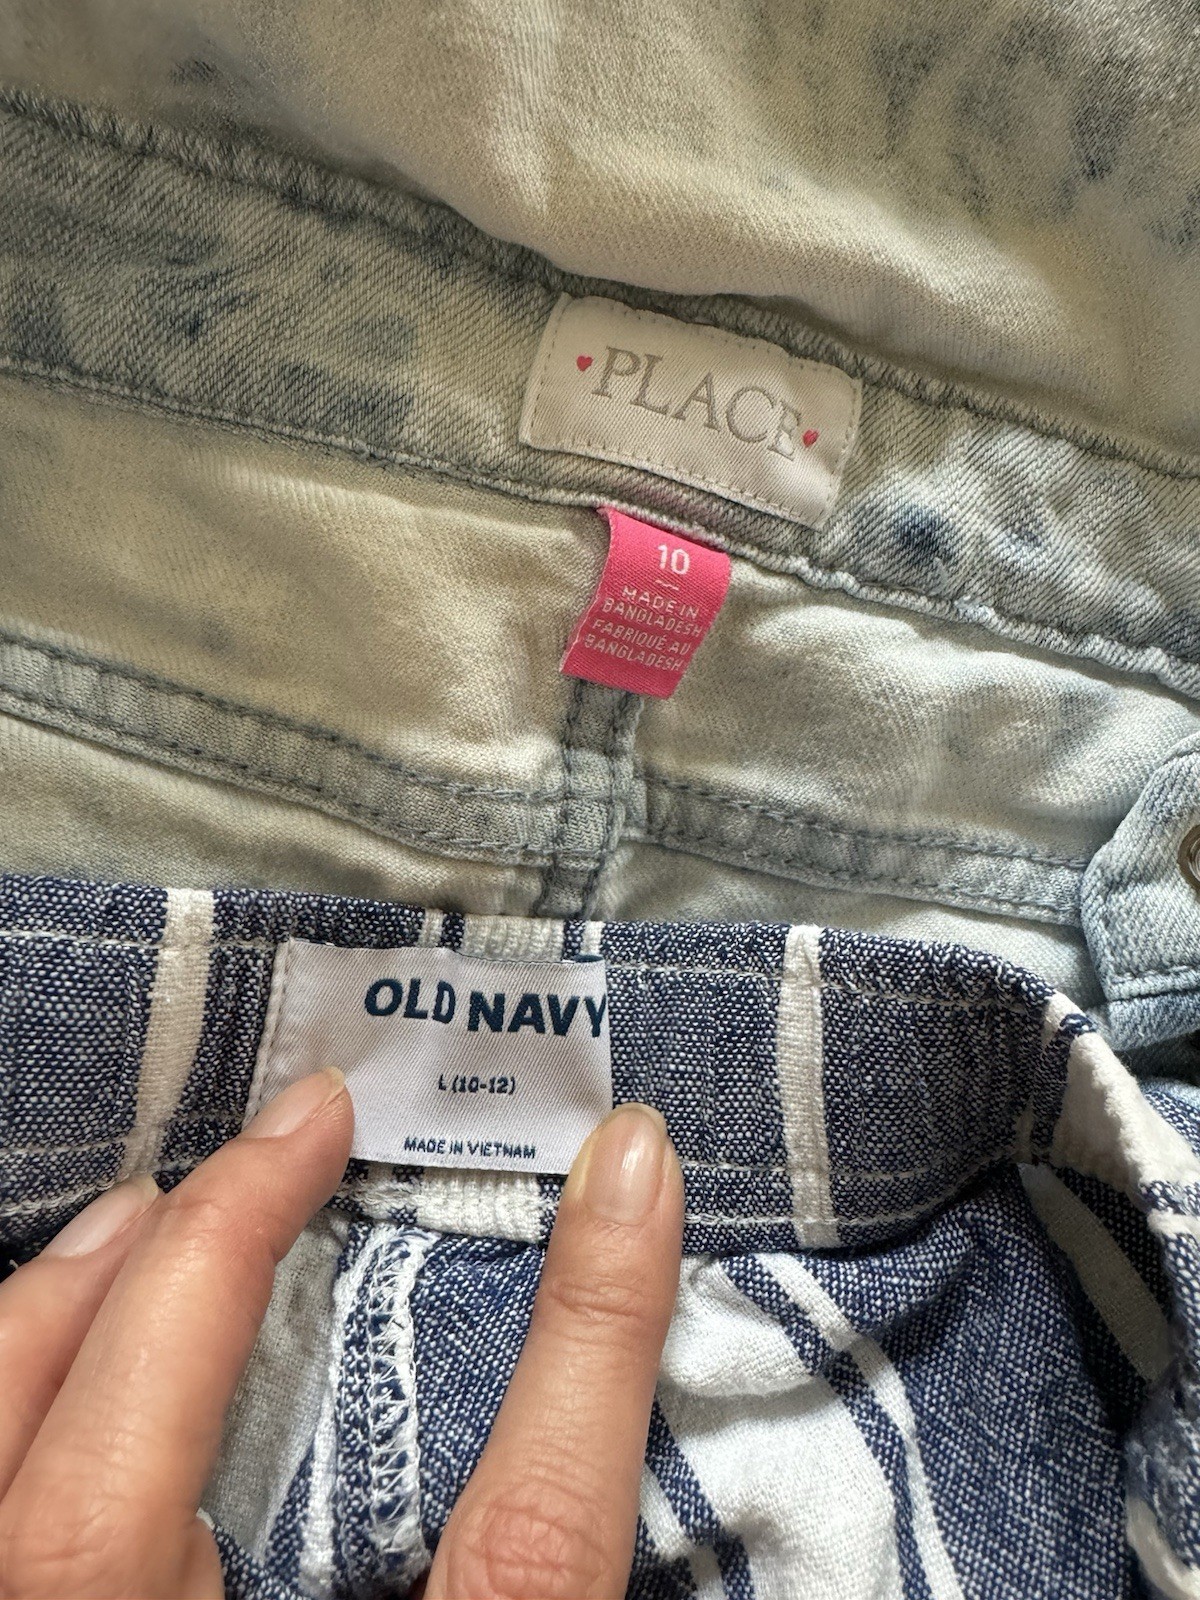 PLACE
10
MADE IN
BANGLADESH
FABRIQUÉ AU
BANGLADESH
OLD NAVY
L (10-12)
MADE IN VIETNAM